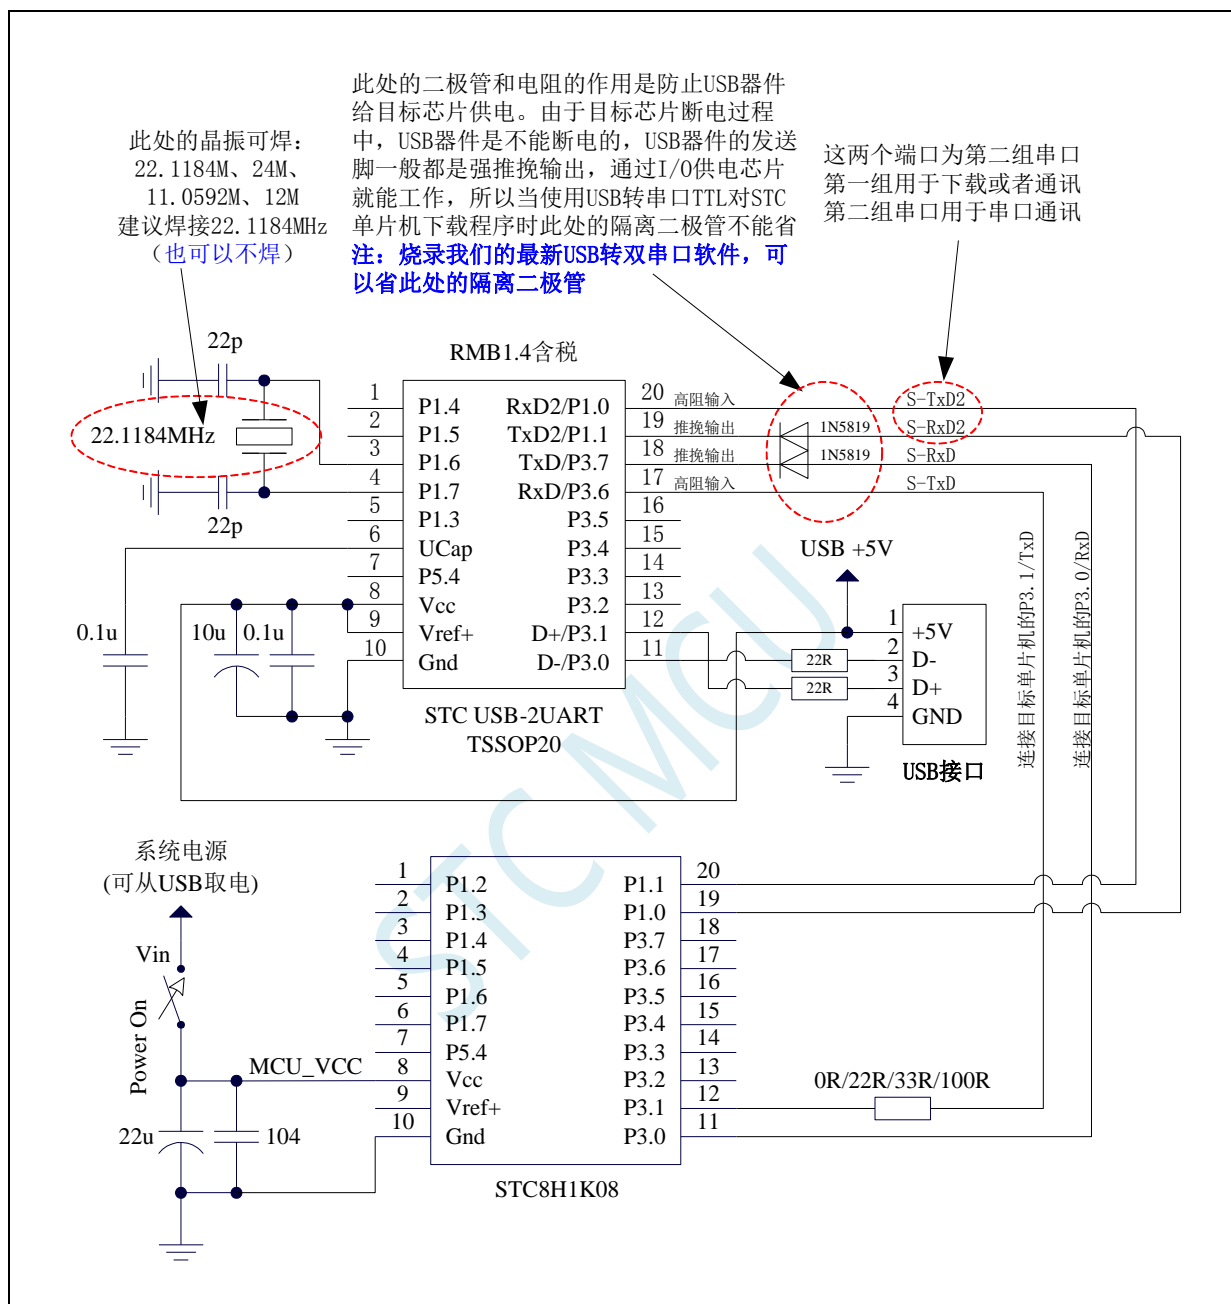 此处的二极管和电阻的作用是防止USB器件
给目标芯片供电。由于目标芯片断电过程
中，USB器件是不能断电的，USB器件的发送
脚一般都是强推挽输出，通过I/O供电芯片
就能工作，所以当使用USB转串口TTL对STC
单片机下载程序时此处的隔离二极管不能省
注：烧录我们的最新USB转双串口软件，可
以省此处的隔离二极管
此处的晶振可焊：
22.1184M、24M、
11.0592M、12M
建议焊接22.1184MHz
（也可以不焊）
这两个端口为第二组串口
第一组用于下载或者通讯
第二组串口用于串口通讯
22p
22.1184MHz
22p
RMB1.4含税
1 P1.4
2 P1.5
3 P1.6
4 P1.7
5 P1.3
6 UCap
7 P5.4
8 Vcc
9 Vref+
10 Gnd
RxD2/P1.0 20 高阻输入 S-TxD2
TxD2/P1.1 19 推挽输出 1N5819 S-RxD2
TxD/P3.7 18 推挽输出 1N5819 S-RxD
RxD/P3.6 17 高阻输入 S-TxD
P3.5 16
P3.4 15
P3.3 14
P3.2 13
D+/P3.1 12
D-/P3.0 11
STC USB-2UART
TSSOP20
0.1u
10u
0.1u
22R
22R
USB +5V
1 +5V
2 D-
3 D+
4 GND
USB接口
连接目标单片机的P3.1/TxD
连接目标单片机的P3.0/RxD
STC MCU
系统电源
(可从USB取电)
Vin
Power On
MCU_VCC
22u
104
1 P1.2
2 P1.3
3 P1.4
4 P1.5
5 P1.6
6 P1.7
7 P5.4
8 Vcc
9 Vref+
10 Gnd
P1.1 20
P1.0 19
P3.7 18
P3.6 17
P3.5 16
P3.4 15
P3.3 14
P3.2 13
P3.1 12
P3.0 11
0R/22R/33R/100R
STC8H1K08